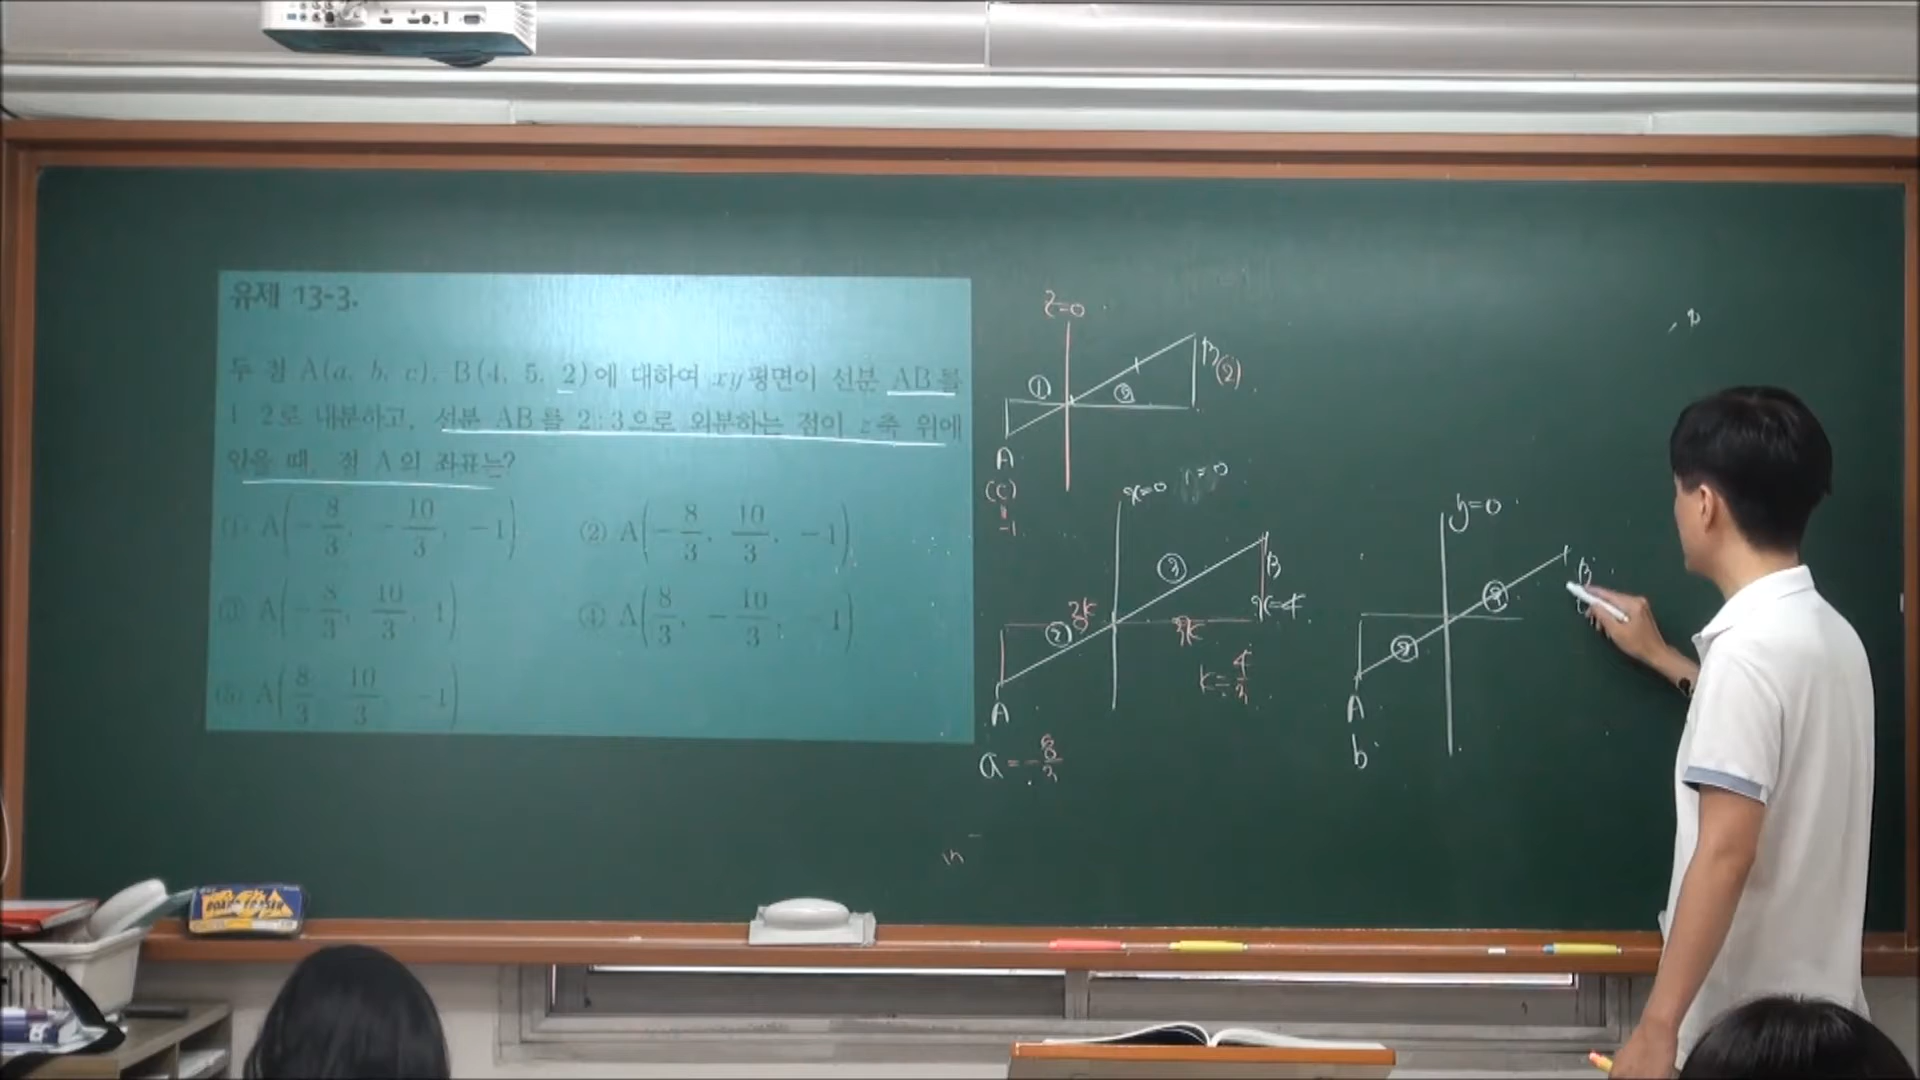 유제 13-3.
두 점 A(a, b, c), B(4, 5, 2)에 대하여 xy평면이 선분 AB를
1 2로 내분하고, 선분 AB를 2:3으로 외분하는 점이 z축 위에
있을 때, 점 A의 좌표는?
(1) A(-8/3, -10/3, -1)
(2) A(-8/3, 10/3, -1)
(3) A(-8/3, 10/3, 1)
(4) A(8/3, -10/3, 1)
(5) A(8/3 10/3 -1)
z=0
①
②
B
(2)
A
(c)
॥
-1
x=0
③
B
x=4
2k
②
3k
k=4/3
A
a=-8/3
y=0
B
A
b
BOARD ERASER